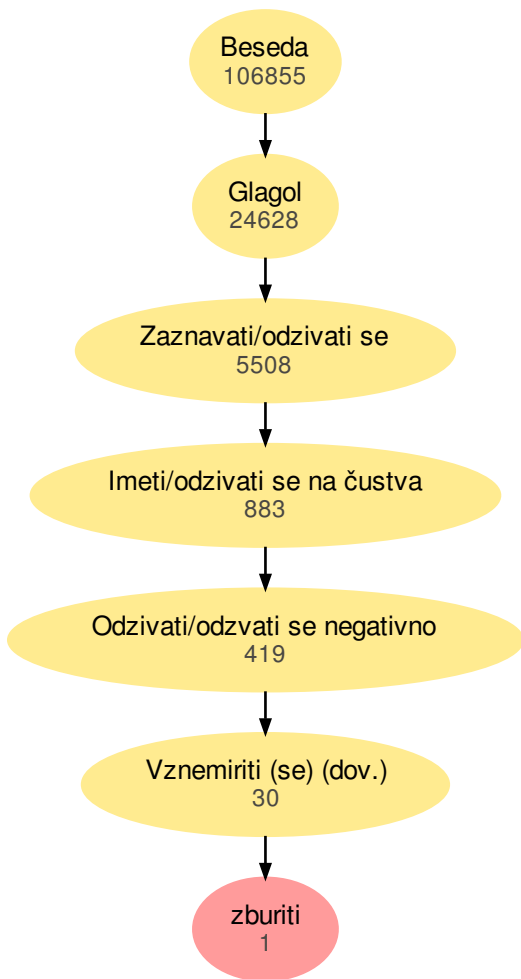 Beseda
106855
Glagol
24628
Zaznavati/odzivati se
5508
Imeti/odzivati se na čustva
883
Odzivati/odzvati se negativno
419
Vznemiriti (se) (dov.)
30
zburiti
1